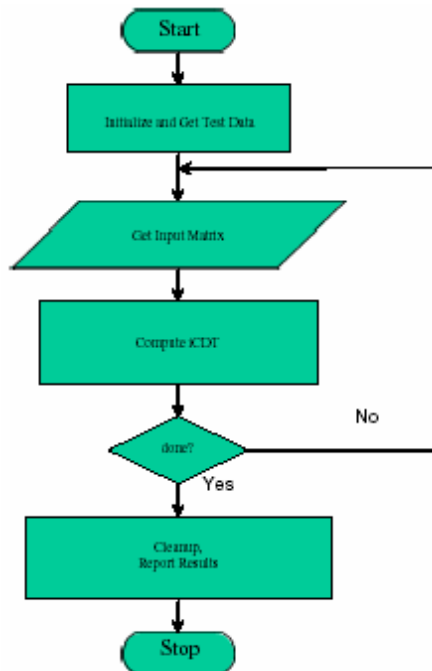 Start
Initialize and Get Test Data
Get Input Matrix
Compute iCDT
done?
No
Yes
Cleanup,
Report Results
Stop